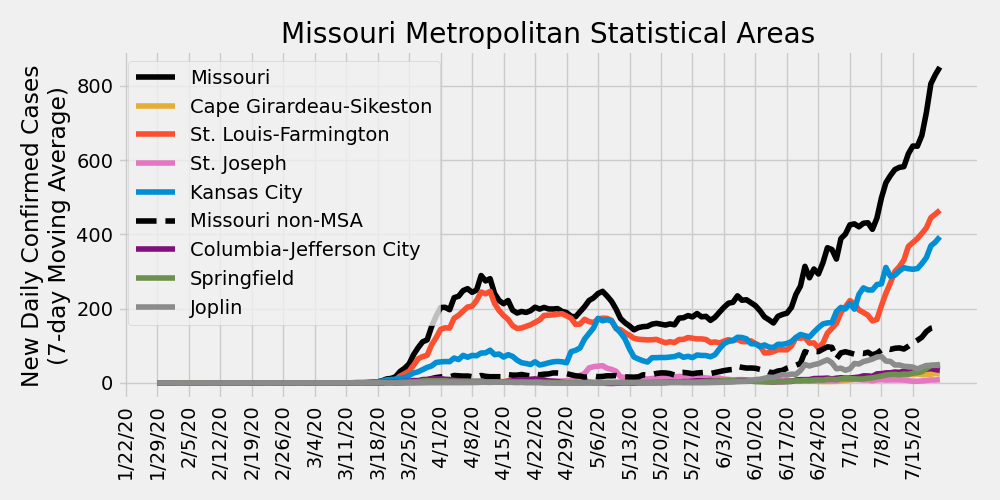 Missouri Metropolitan Statistical Areas
New Daily Confirmed Cases
(7-day Moving Average)
800
600
400
200
0
Missouri
Cape Girardeau-Sikeston
St. Louis-Farmington
St. Joseph
Kansas City
Missouri non-MSA
Columbia-Jefferson City
Springfield
Joplin
1/22/20
1/29/20
2/5/20
2/12/20
2/19/20
2/26/20
3/4/20
3/11/20
3/18/20
3/25/20
4/1/20
4/8/20
4/15/20
4/22/20
4/29/20
5/6/20
5/13/20
5/20/20
5/27/20
6/3/20
6/10/20
6/17/20
6/24/20
7/1/20
7/8/20
7/15/20